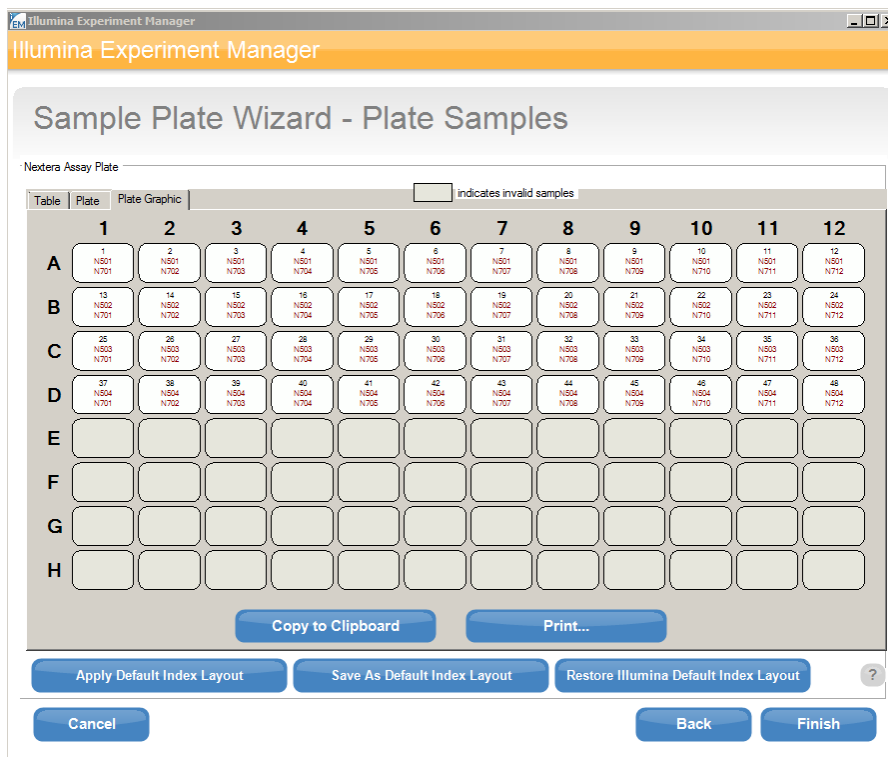 EM Illumina Experiment Manager
Illumina Experiment Manager
Sample Plate Wizard - Plate Samples
Nextera Assay Plate
Table Plate Plate Graphic indicates invalid samples
1 2 3 4 5 6 7 8 9 10 11 12
1 2 3 4 5 6 7 8 9 10 11 12
A N501 N501 N501 N501 N501 N501 N501 N501 N501 N501 N501 N501
N701 N702 N703 N704 N705 N706 N707 N708 N709 N710 N711 N712
13 14 15 16 17 18 19 20 21 22 23 24
B N502 N502 N502 N502 N502 N502 N502 N502 N502 N502 N502 N502
N701 N702 N703 N704 N705 N706 N707 N708 N709 N710 N711 N712
25 26 27 28 29 30 31 32 33 34 35 36
C N503 N503 N503 N503 N503 N503 N503 N503 N503 N503 N503 N503
N701 N702 N703 N704 N705 N706 N707 N708 N709 N710 N711 N712
37 38 39 40 41 42 43 44 45 46 47 48
D N504 N504 N504 N504 N504 N504 N504 N504 N504 N504 N504 N504
N701 N702 N703 N704 N705 N706 N707 N708 N709 N710 N711 N712
E
F
G
H
Copy to Clipboard Print...
Apply Default Index Layout Save As Default Index Layout Restore Illumina Default Index Layout ?
Cancel Back Finish